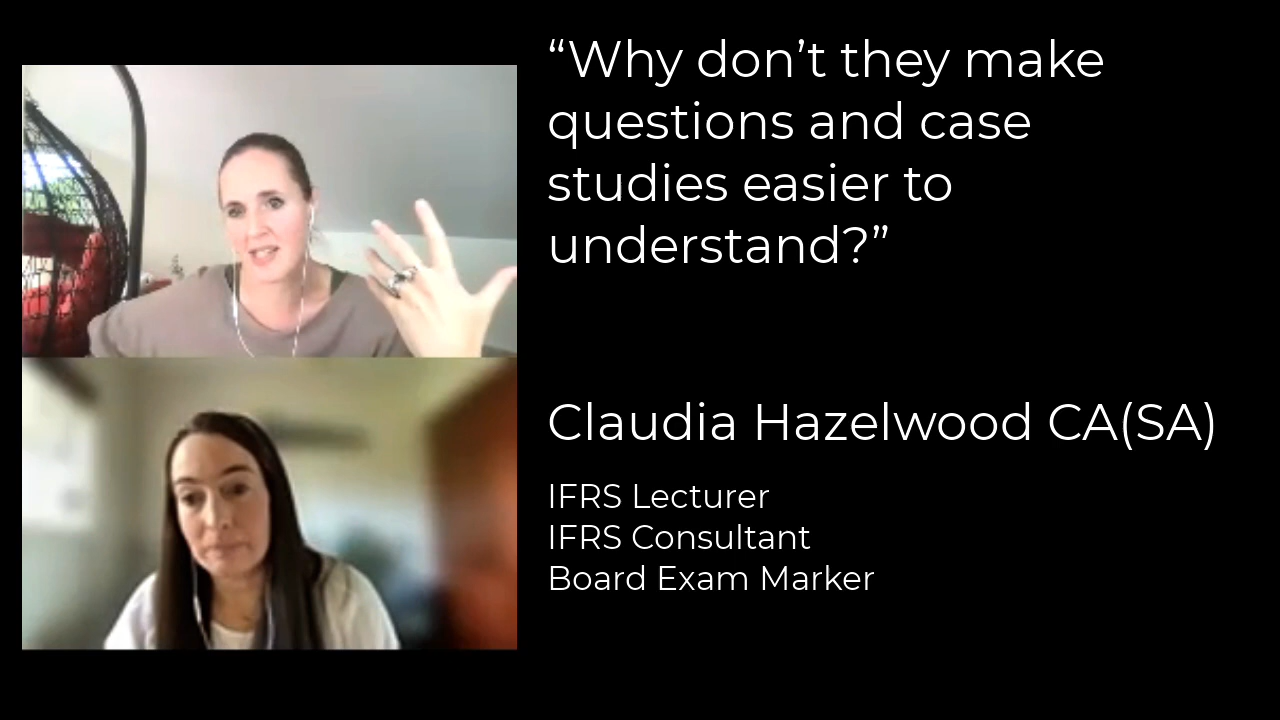 “Why don’t they make
questions and case
studies easier to
understand?”
Claudia Hazelwood CA(SA)
IFRS Lecturer
IFRS Consultant
Board Exam Marker